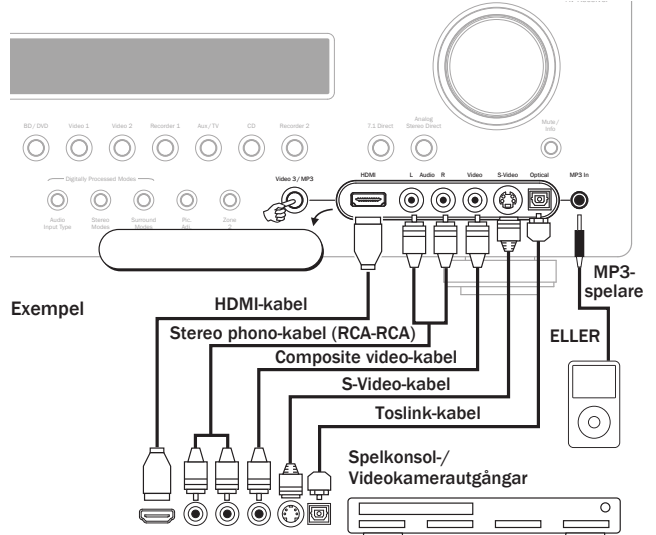 BD / DVD
Video 1
Video 2
Recorder 1
Aux / TV
CD
Recorder 2
7.1 Direct
Analog
Stereo Direct
Mute /
Info
Digitally Processed Modes
Video 3 / MP3
HDMI
L Audio R
Video
S-Video
Optical
MP3 In
Audio
Input Type
Stereo
Modes
Surround
Modes
Pic.
Adj.
Zone
2
MP3-
spelare
Exempel
HDMI-kabel
Stereo phono-kabel (RCA-RCA)
ELLER
Composite video-kabel
S-Video-kabel
Toslink-kabel
Spelkonsol-/
Videokamerautgångar